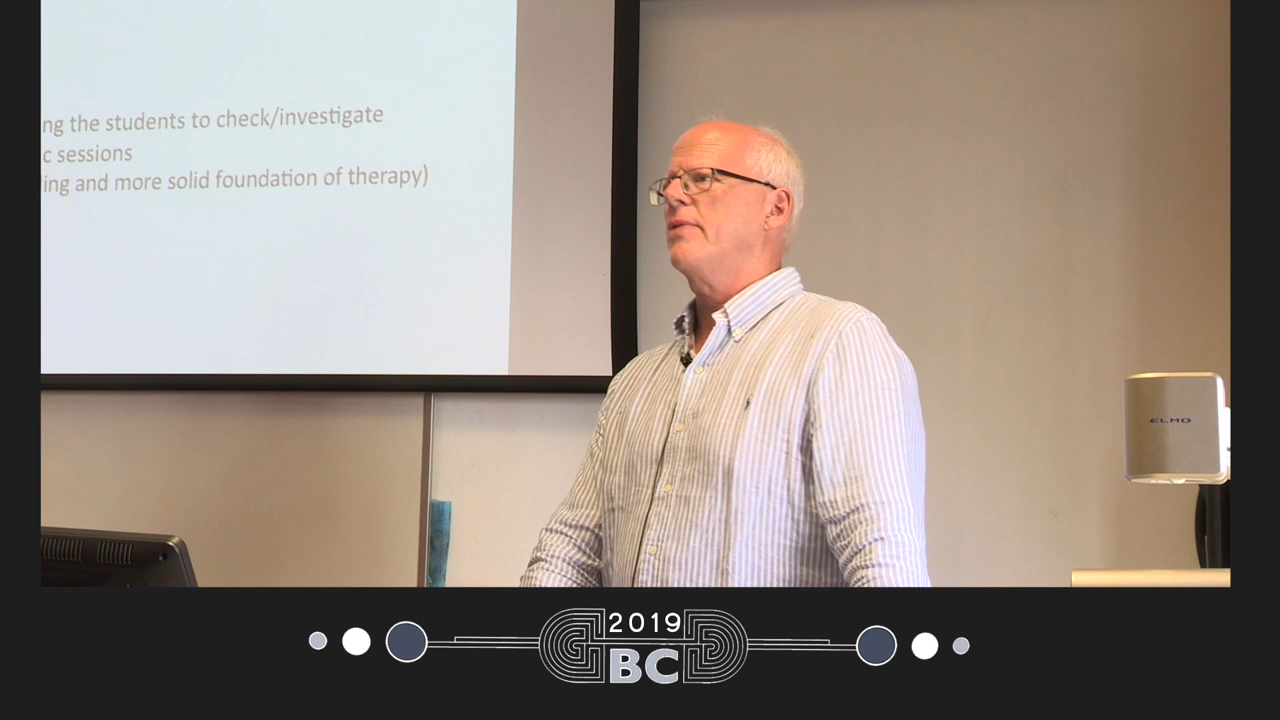 ng the students to check/investigate
c sessions
ing and more solid foundation of therapy)
ELMO
2019
BC